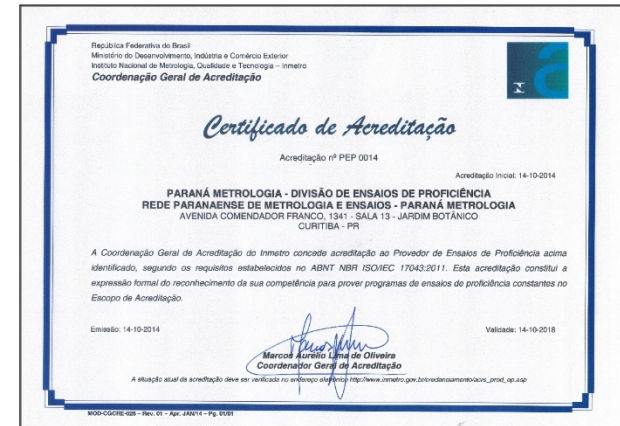 República Federativa do Brasil
Ministério do Desenvolvimento, Indústria e Comércio Exterior
Instituto Nacional de Metrologia, Qualidade e Tecnologia – Inmetro
Coordenação Geral de Acreditação
Certificado de Acreditação
Acreditação nº PEP 0014
Acreditação Inicial: 14-10-2014
PARANÁ METROLOGIA - DIVISÃO DE ENSAIOS DE PROFICIÊNCIA
REDE PARANAENSE DE METROLOGIA E ENSAIOS - PARANÁ METROLOGIA
AVENIDA COMENDADOR FRANCO, 1341 - SALA 13 - JARDIM BOTÂNICO
CURITIBA - PR
A Coordenação Geral de Acreditação do Inmetro concede acreditação ao Provedor de Ensaios de Proficiência acima
identificado, segundo os requisitos estabelecidos no ABNT NBR ISO/IEC 17043:2011. Esta acreditação constitui a
expressão formal do reconhecimento da sua competência para prover programas de ensaios de proficiência constantes no
Escopo de Acreditação.
Emissão: 14-10-2014
Validade: 14-10-2018
Marcos Aurélio Lima de Oliveira
Coordenador Geral de Acreditação
A situação atual da acreditação deve ser verificada no endereço eletrônico http://www.inmetro.gov.br/credenciamento/acre_prod_ep.asp
MOD-CGCRE-028 – Rev. 01 – Apr. JAN/14 – Pg. 01/01